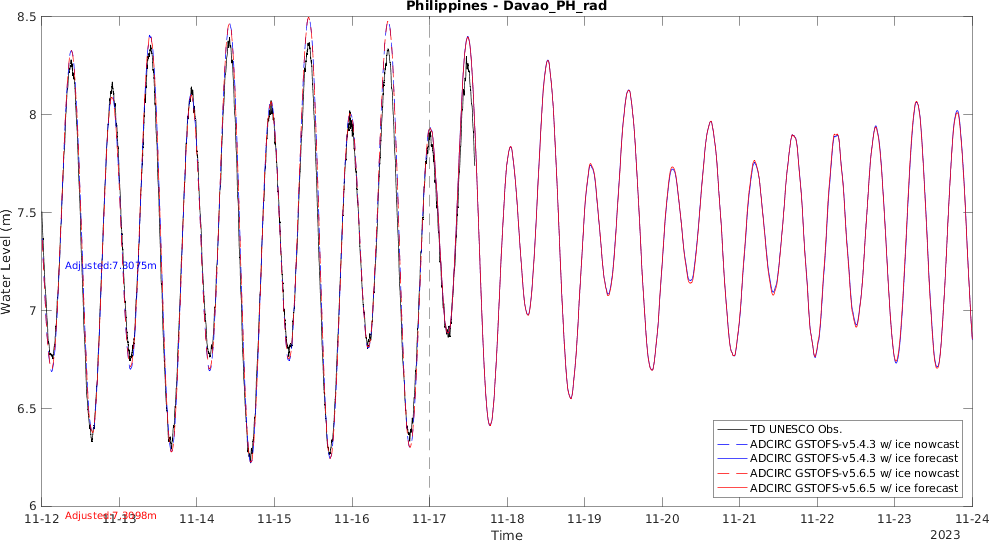 Philippines - Davao_PH_rad
8.5
8
7.5
7
6.5
6
Water Level (m)
Adjusted:7.3075m
Adjusted:7.3098m
TD UNESCO Obs.
ADCIRC GSTOFS-v5.4.3 w/ ice nowcast
ADCIRC GSTOFS-v5.4.3 w/ ice forecast
ADCIRC GSTOFS-v5.6.5 w/ ice nowcast
ADCIRC GSTOFS-v5.6.5 w/ ice forecast
11-12 11-13 11-14 11-15 11-16 11-17 11-18 11-19 11-20 11-21 11-22 11-23 11-24
Time
2023